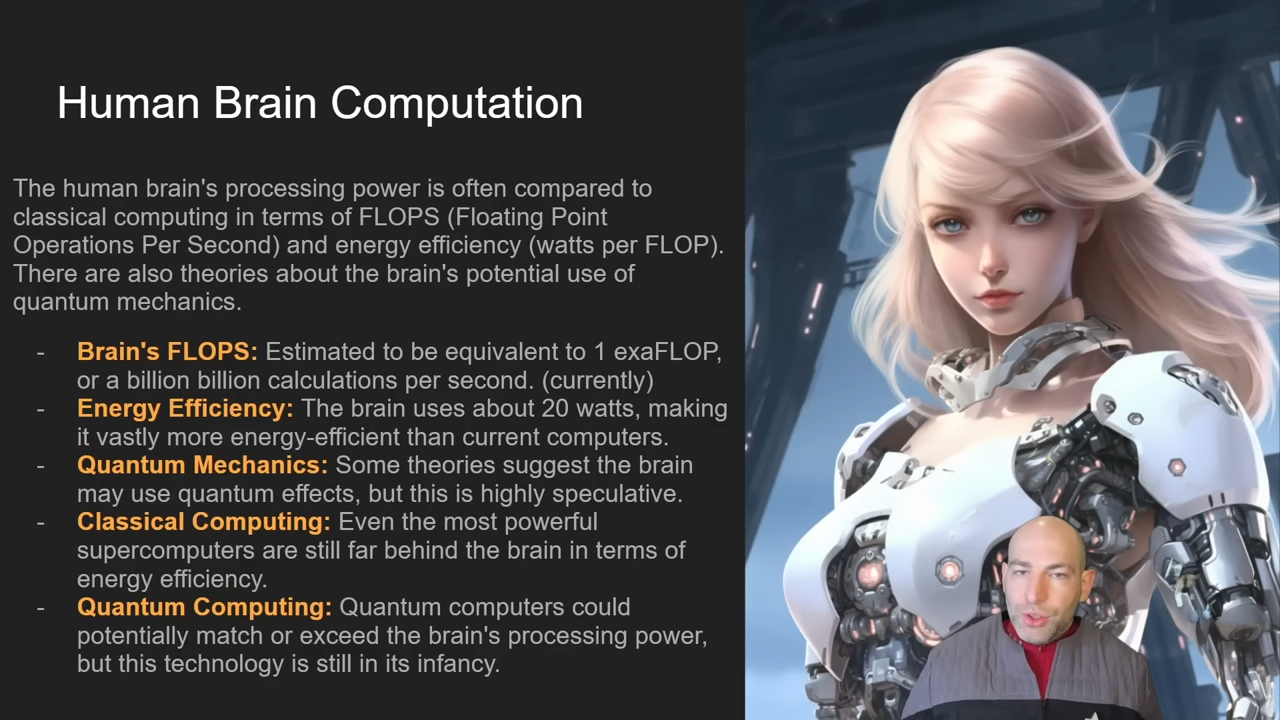 Human Brain Computation
The human brain's processing power is often compared to
classical computing in terms of FLOPS (Floating Point
Operations Per Second) and energy efficiency (watts per FLOP).
There are also theories about the brain's potential use of
quantum mechanics.
- Brain's FLOPS: Estimated to be equivalent to 1 exaFLOP,
or a billion billion calculations per second. (currently)
- Energy Efficiency: The brain uses about 20 watts, making
it vastly more energy-efficient than current computers.
- Quantum Mechanics: Some theories suggest the brain
may use quantum effects, but this is highly speculative.
- Classical Computing: Even the most powerful
supercomputers are still far behind the brain in terms of
energy efficiency.
- Quantum Computing: Quantum computers could
potentially match or exceed the brain's processing power,
but this technology is still in its infancy.